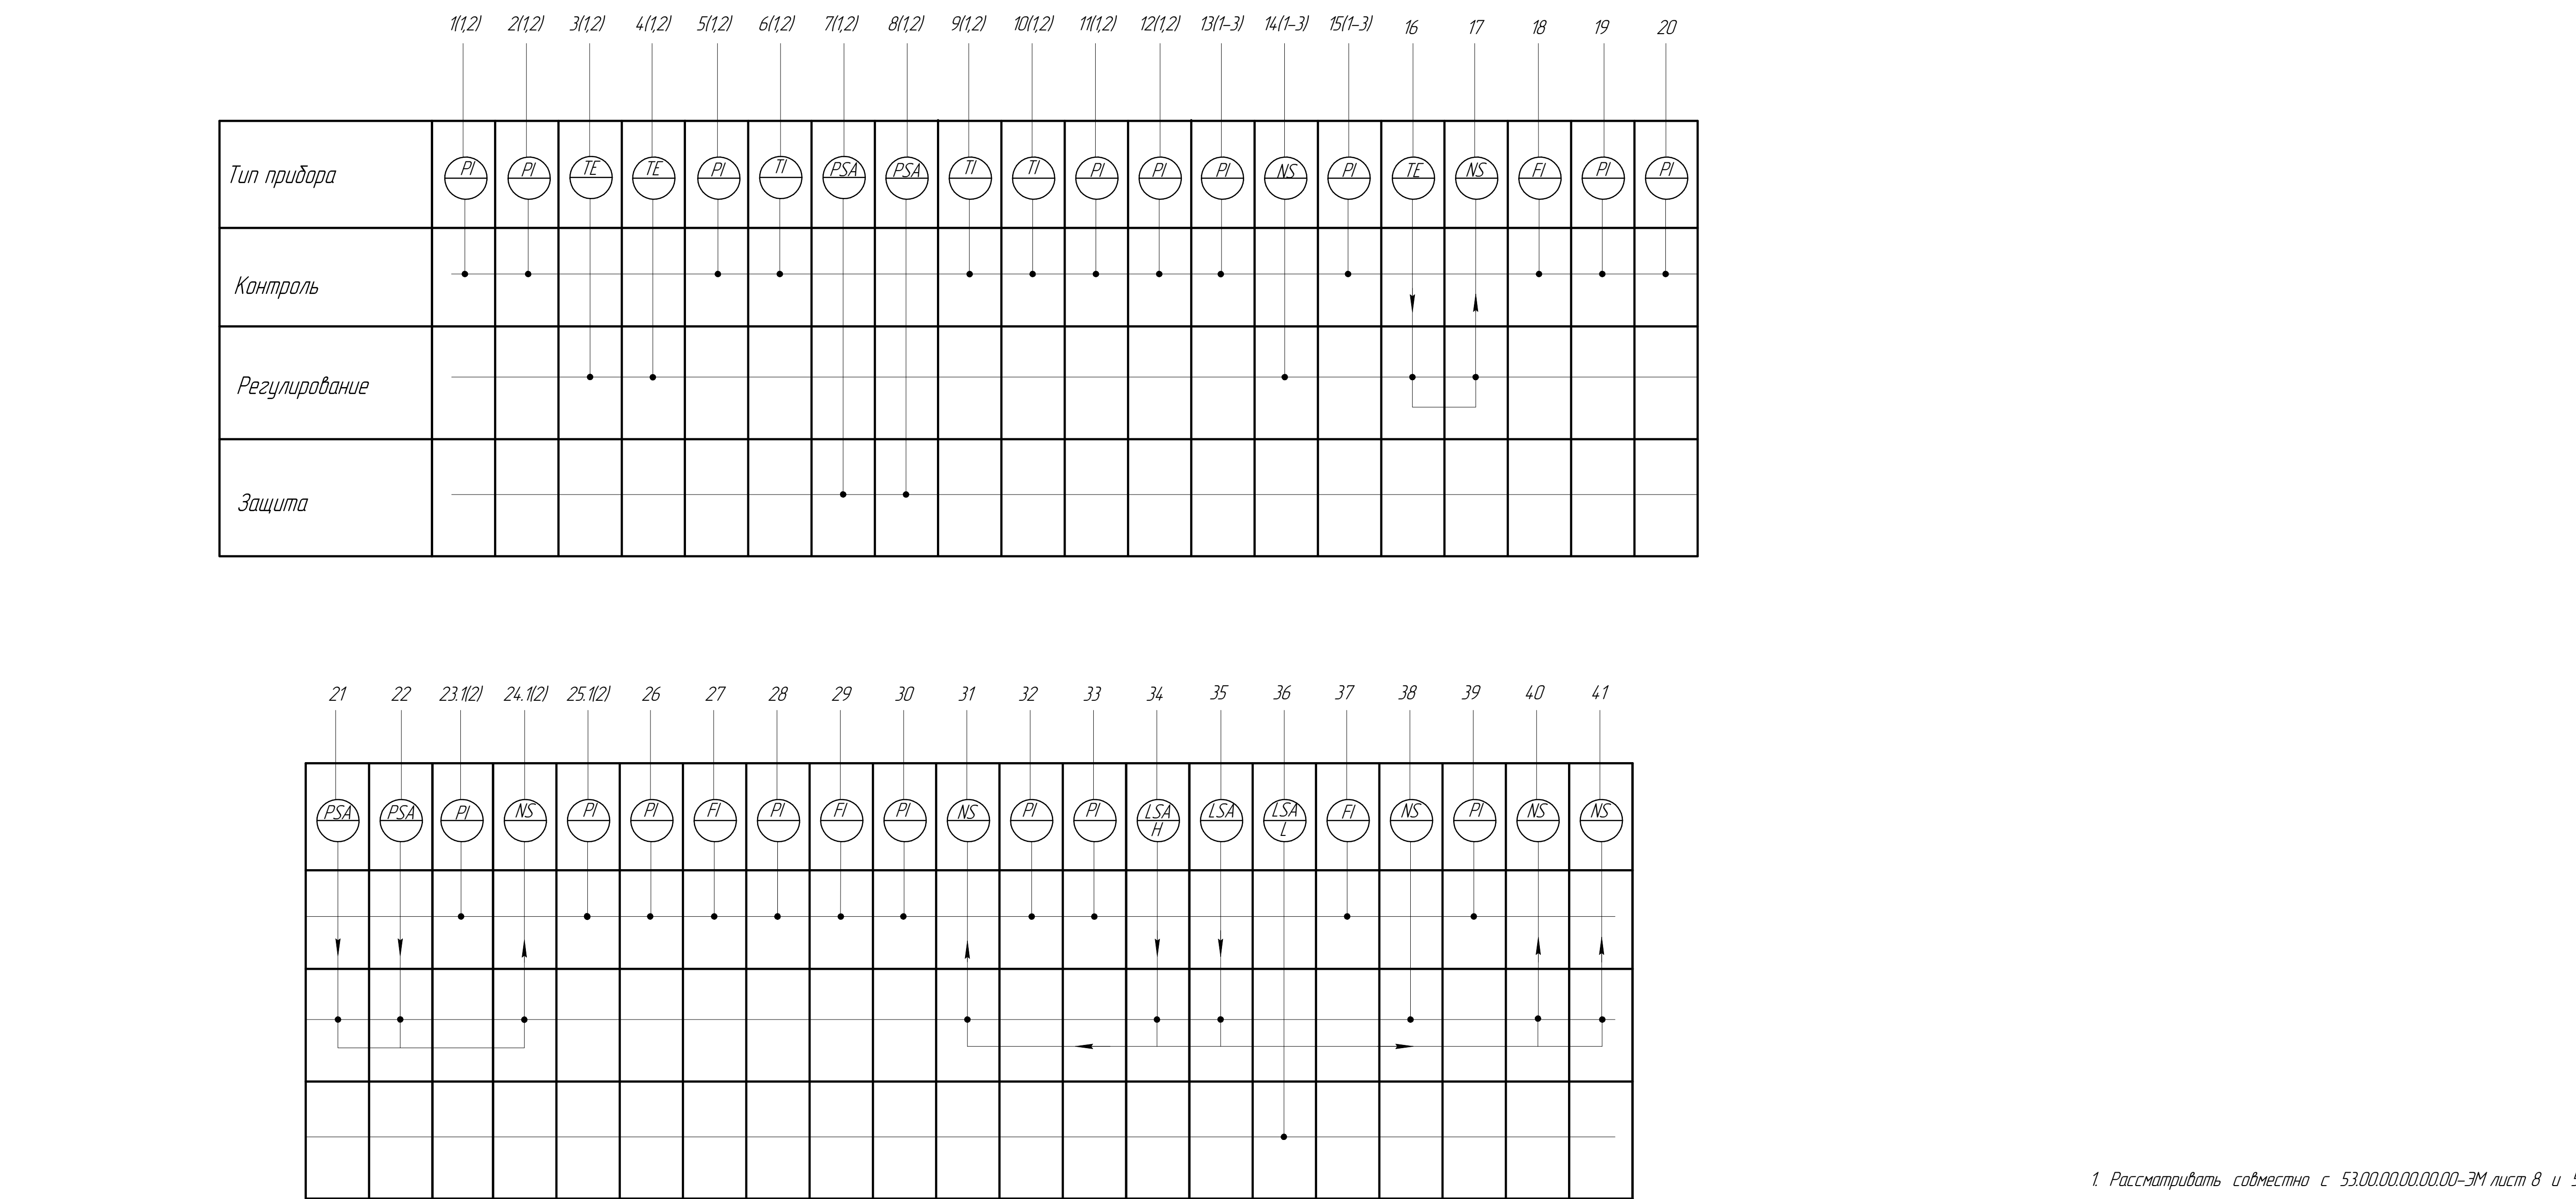 1(1,2) 2(1,2) 3(1,2) 4(1,2) 5(1,2) 6(1,2) 7(1,2) 8(1,2) 9(1,2) 10(1,2) 11(1,2) 12(1,2) 13(1-3) 14(1-3) 15(1-3) 16 17 18 19 20
Тип прибора PI PI TE TE PI TI PSA PSA TI TI PI PI PI NS PI TE NS FI PI PI
Контроль
Регулирование
Защита
21 22 23.1(2) 24.1(2) 25.1(2) 26 27 28 29 30 31 32 33 34 35 36 37 38 39 40 41
PSA PSA PI NS PI PI FI PI FI PI NS PI PI LSA LSA LSA FI NS PI NS NS
H L
1. Рассматривать совместно с 53.00.00.00.00.00-ЭМ лист 8 и